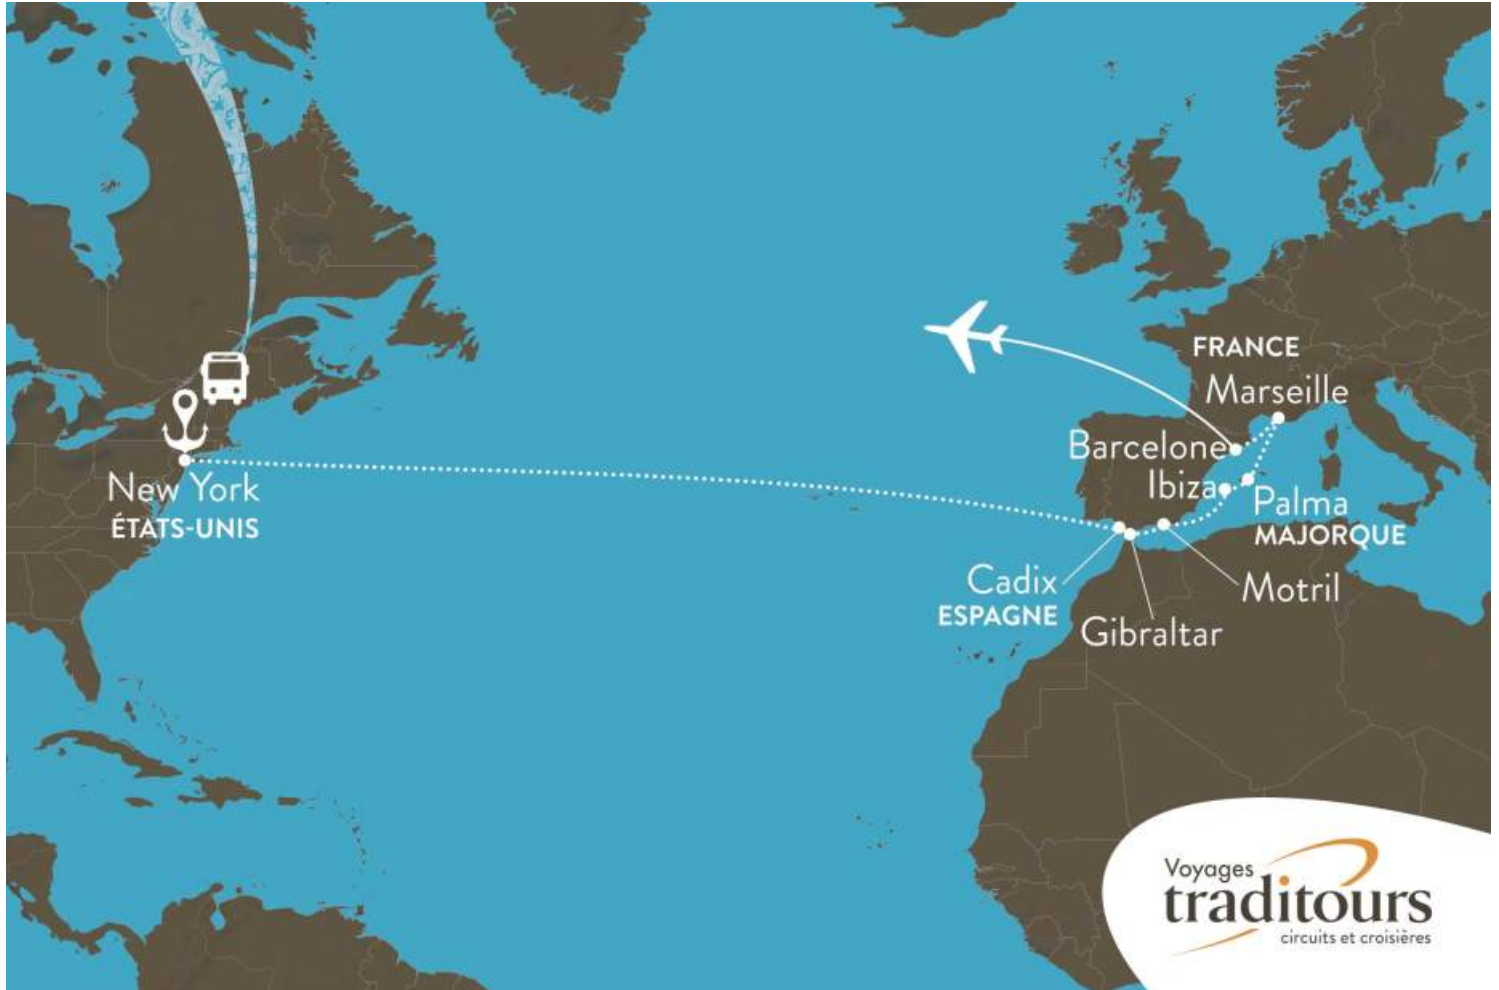 FRANCE
Marseille
Barcelone
Ibiza
Palma
MAJORQUE
New York
ÉTATS-UNIS
Cadix
ESPAGNE
Motril
Gibraltar
Voyages
traditours
circuits et croisières